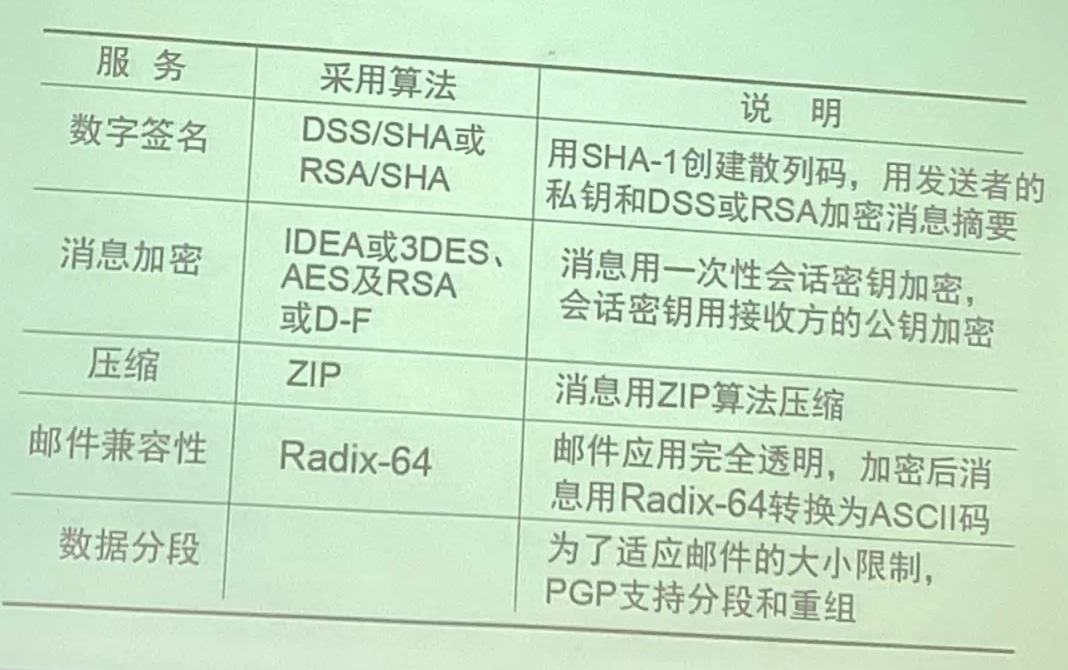 服 务 采用算法 说 明
数字签名 DSS/SHA或
RSA/SHA 用SHA-1创建散列码，用发送者的
私钥和DSS或RSA加密消息摘要
消息加密 IDEA或3DES、
AES及RSA
或D-F 消息用一次性会话密钥加密，
会话密钥用接收方的公钥加密
压缩 ZIP 消息用ZIP算法压缩
邮件兼容性 Radix-64 邮件应用完全透明，加密后消
息用Radix-64转换为ASCII码
数据分段 为了适应邮件的大小限制，
PGP支持分段和重组